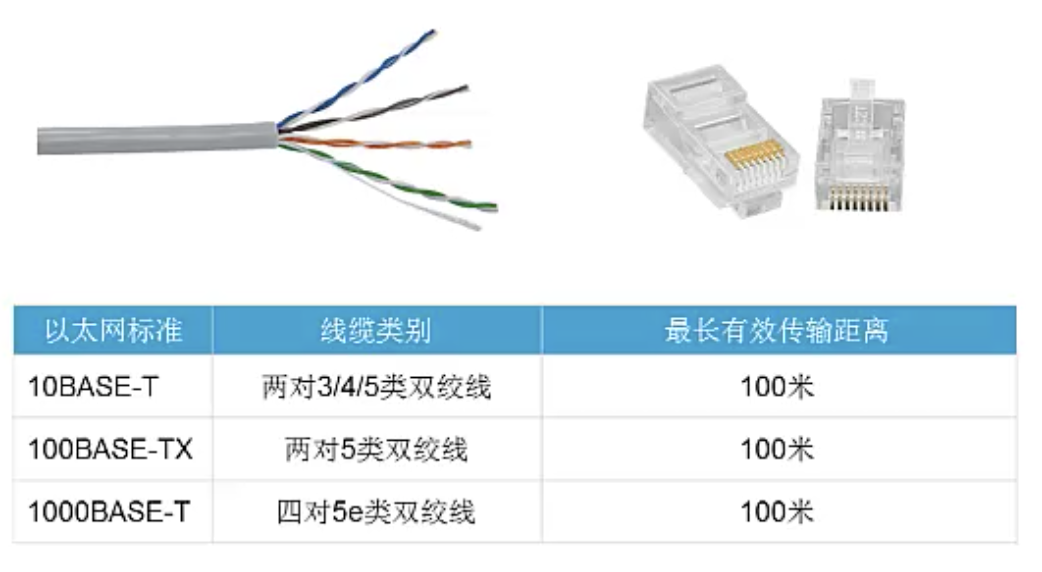 以太网标准 线缆类别 最长有效传输距离
10BASE-T 两对3/4/5类双绞线 100米
100BASE-TX 两对5类双绞线 100米
1000BASE-T 四对5e类双绞线 100米